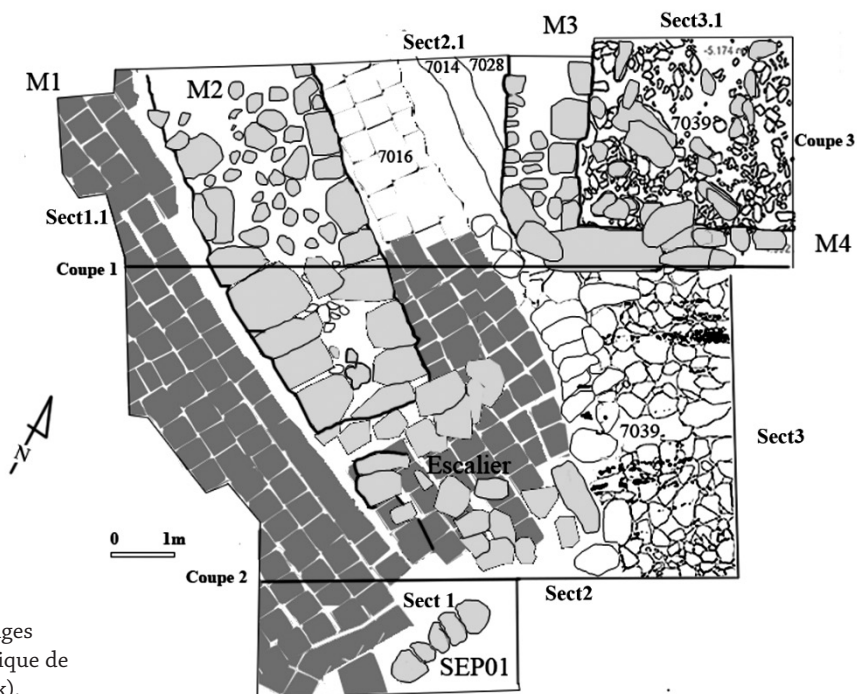 Sect3.1
M3
Sect2.1
M1
M2
7014
7028
-5.174
7039
7016
Coupe 3
Sect1.1
M4
Coupe 1
N
7039
Sect3
Escalier
0 1m
Coupe 2
Sect 1
Sect2
SEP01
ges
ique de
x).